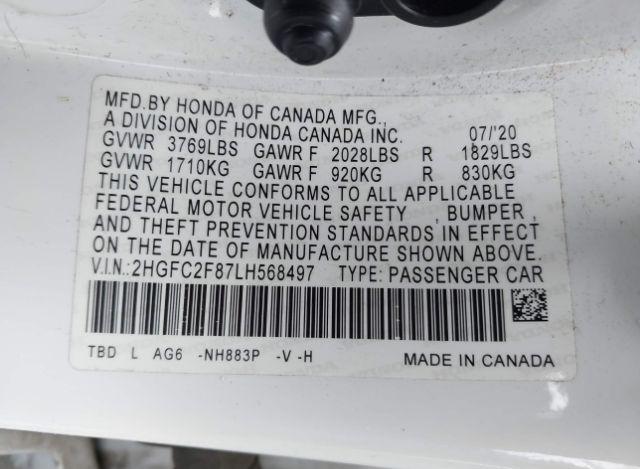 MFD.BY HONDA OF CANADA MFG.,
A DIVISION OF HONDA CANADA INC. 07/'20
GVWR 3769LBS GAWR F 2028LBS R 1829LBS
GVWR 1710KG GAWR F 920KG R 830KG
THIS VEHICLE CONFORMS TO ALL APPLICABLE
FEDERAL MOTOR VEHICLE SAFETY , BUMPER ,
AND THEFT PREVENTION STANDARDS IN EFFECT
ON THE DATE OF MANUFACTURE SHOWN ABOVE.
V.I.N.:2HGFC2F87LH568497 TYPE: PASSENGER CAR
TBD L AG6 -NH883P -V -H MADE IN CANADA